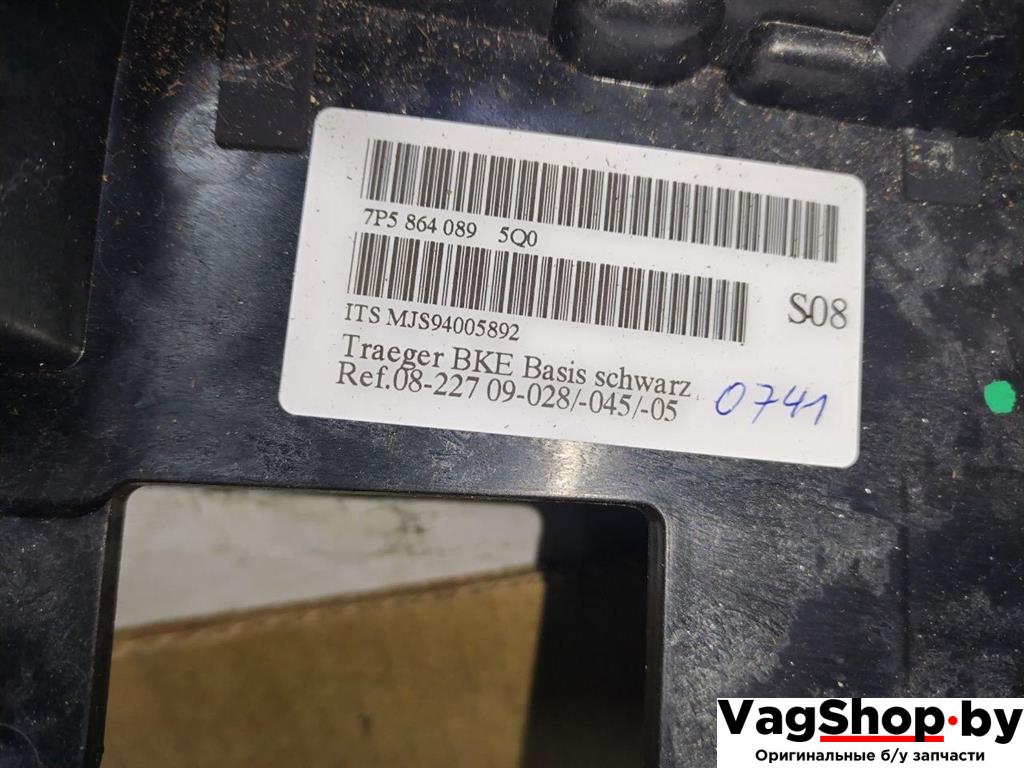 7P5 864 089 5Q0
ITS MJS94005892
S08
Traeger BKE Basis schwarz
Ref.08-227 09-028/-045/-05
0741
VagShop.by
Оригинальные б/у запчасти